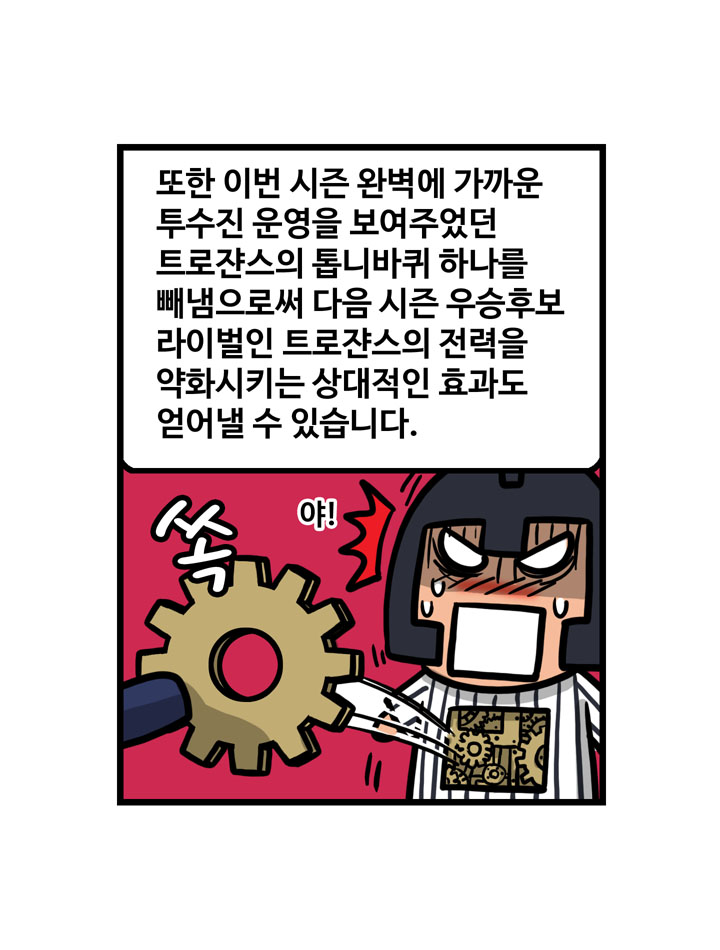 또한 이번 시즌 완벽에 가까운
투수진 운영을 보여주었던
트로쟌스의 톱니바퀴 하나를
빼냄으로써 다음 시즌 우승후보
라이벌인 트로쟌스의 전력을
약화시키는 상대적인 효과도
얻어낼 수 있습니다.
야!
쏙